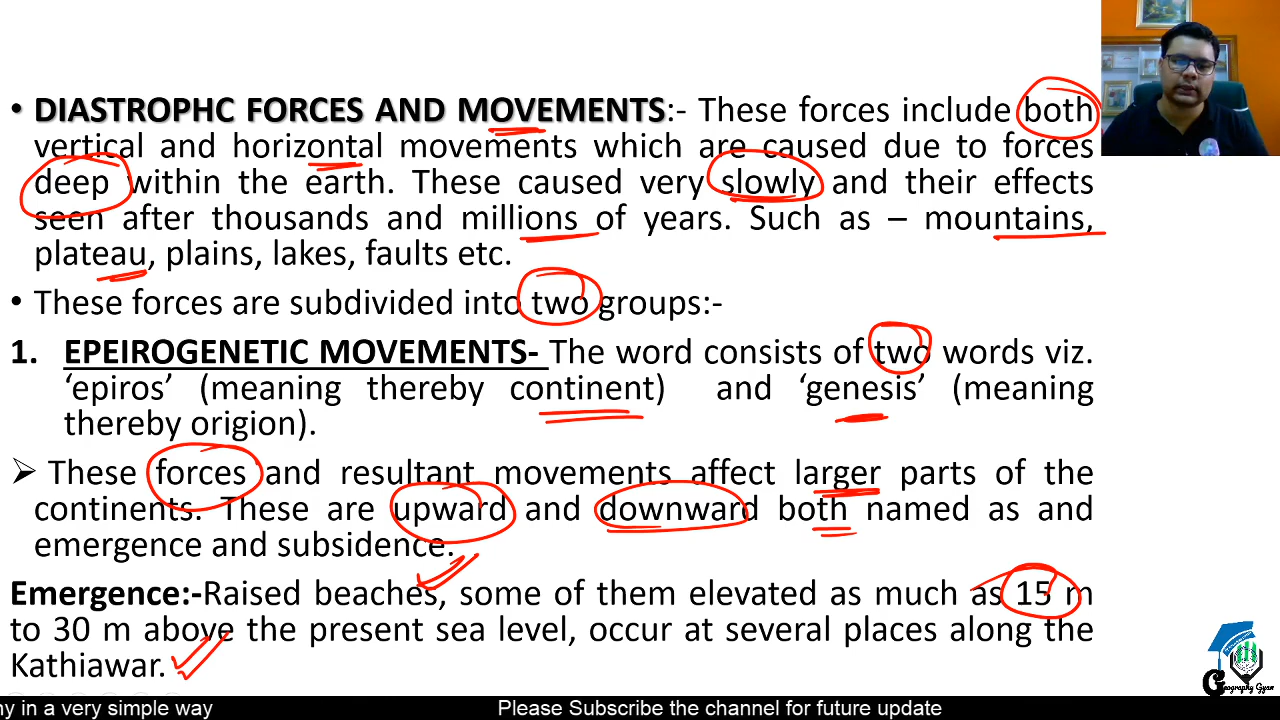 • DIASTROPHC FORCES AND MOVEMENTS:- These forces include both
vertical and horizontal movements which are caused due to forces
deep within the earth. These caused very slowly and their effects
seen after thousands and millions of years. Such as – mountains,
plateau, plains, lakes, faults etc.
• These forces are subdivided into two groups:-
1. EPEIROGENETIC MOVEMENTS- The word consists of two words viz.
‘epiros’ (meaning thereby continent) and ‘genesis’ (meaning
thereby origion).
➢ These forces and resultant movements affect larger parts of the
continents. These are upward and downward both named as and
emergence and subsidence.
Emergence:-Raised beaches, some of them elevated as much as 15 m
to 30 m above the present sea level, occur at several places along the
Kathiawar.
Geography Gyan
ny in a very simple way Please Subscribe the channel for future update